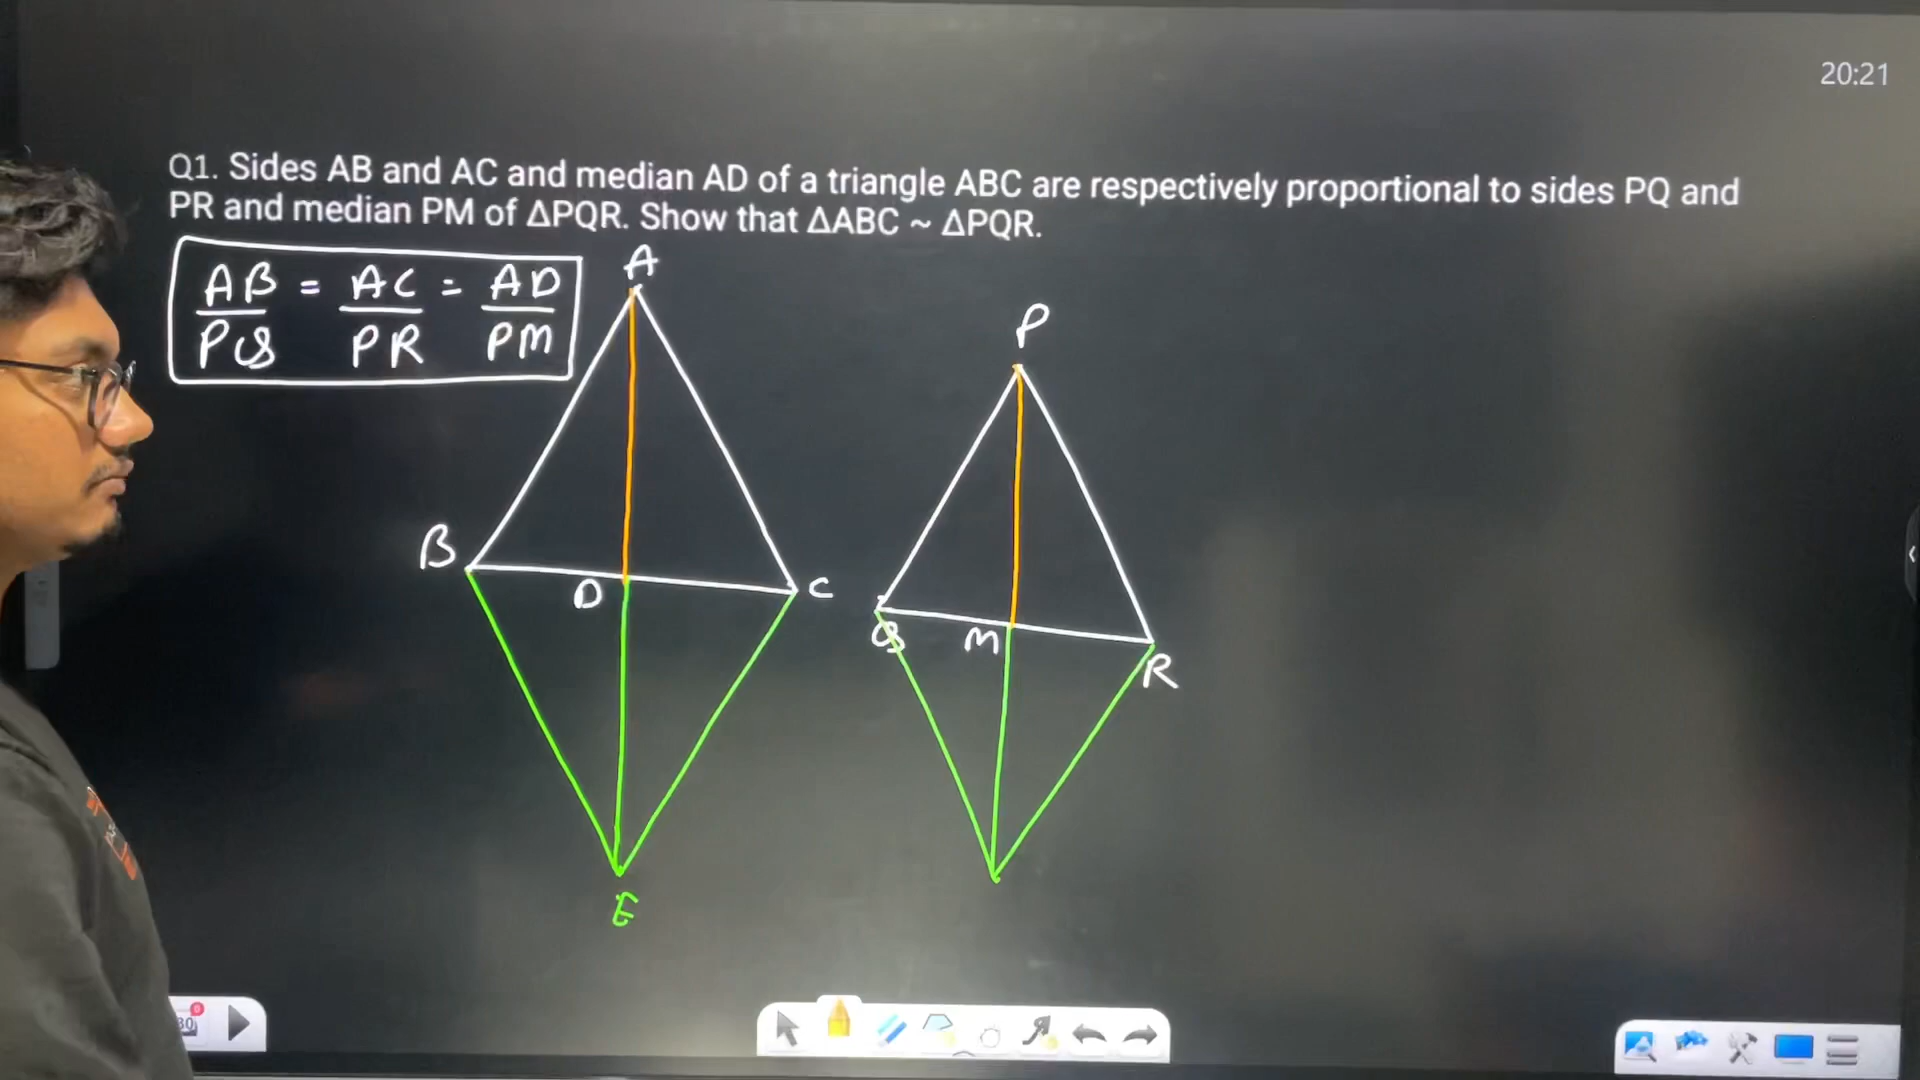 20:21
Q1. Sides AB and AC and median AD of a triangle ABC are respectively proportional to sides PQ and
PR and median PM of ΔPQR. Show that ΔABC ~ ΔPQR.
AB/PQ = AC/PR = AD/PM
A
P
B
D
C
Q
M
R
E